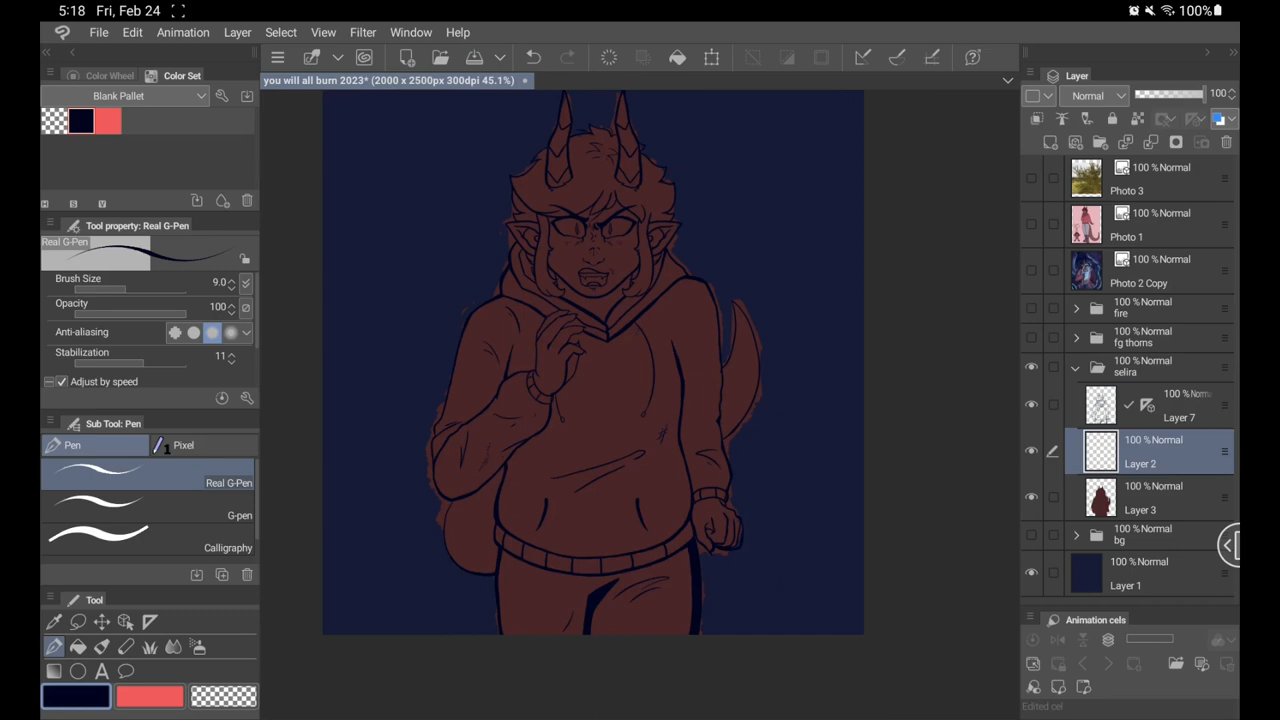 5:18 Fri, Feb 24
100%
File Edit Animation Layer Select View Filter Window Help
Color Wheel Color Set
you will all burn 2023* (2000 x 2500px 300dpi 45.1%)
Layer
Blank Pallet
Normal 100
H S V
Tool property: Real G-Pen
Real G-Pen
Brush Size 9.0
Opacity 100
Anti-aliasing
Stabilization 11
Adjust by speed
Sub Tool: Pen
Pen Pixel
1
Real G-Pen
G-pen
Calligraphy
Tool
100 %Normal
Photo 3
100 %Normal
Photo 1
100 %Normal
Photo 2 Copy
100 %Normal
fire
100 %Normal
fg thorns
100 %Normal
selira
100 %Norm
Layer 7
100 %Normal
Layer 2
100 %Normal
Layer 3
100 %Normal
bg
100 %Normal
Layer 1
Animation cels
Edited cel